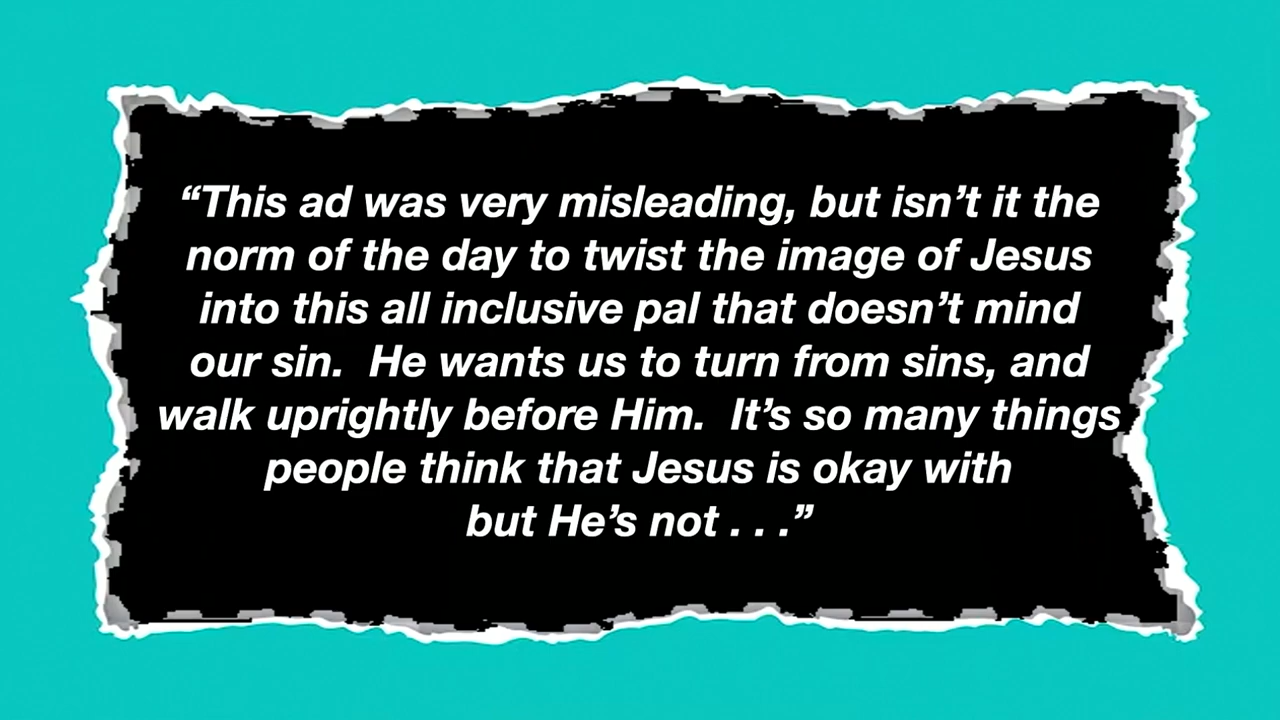 “This ad was very misleading, but isn’t it the
norm of the day to twist the image of Jesus
into this all inclusive pal that doesn’t mind
our sin.  He wants us to turn from sins, and
walk uprightly before Him.  It’s so many things
people think that Jesus is okay with
but He’s not . . .”